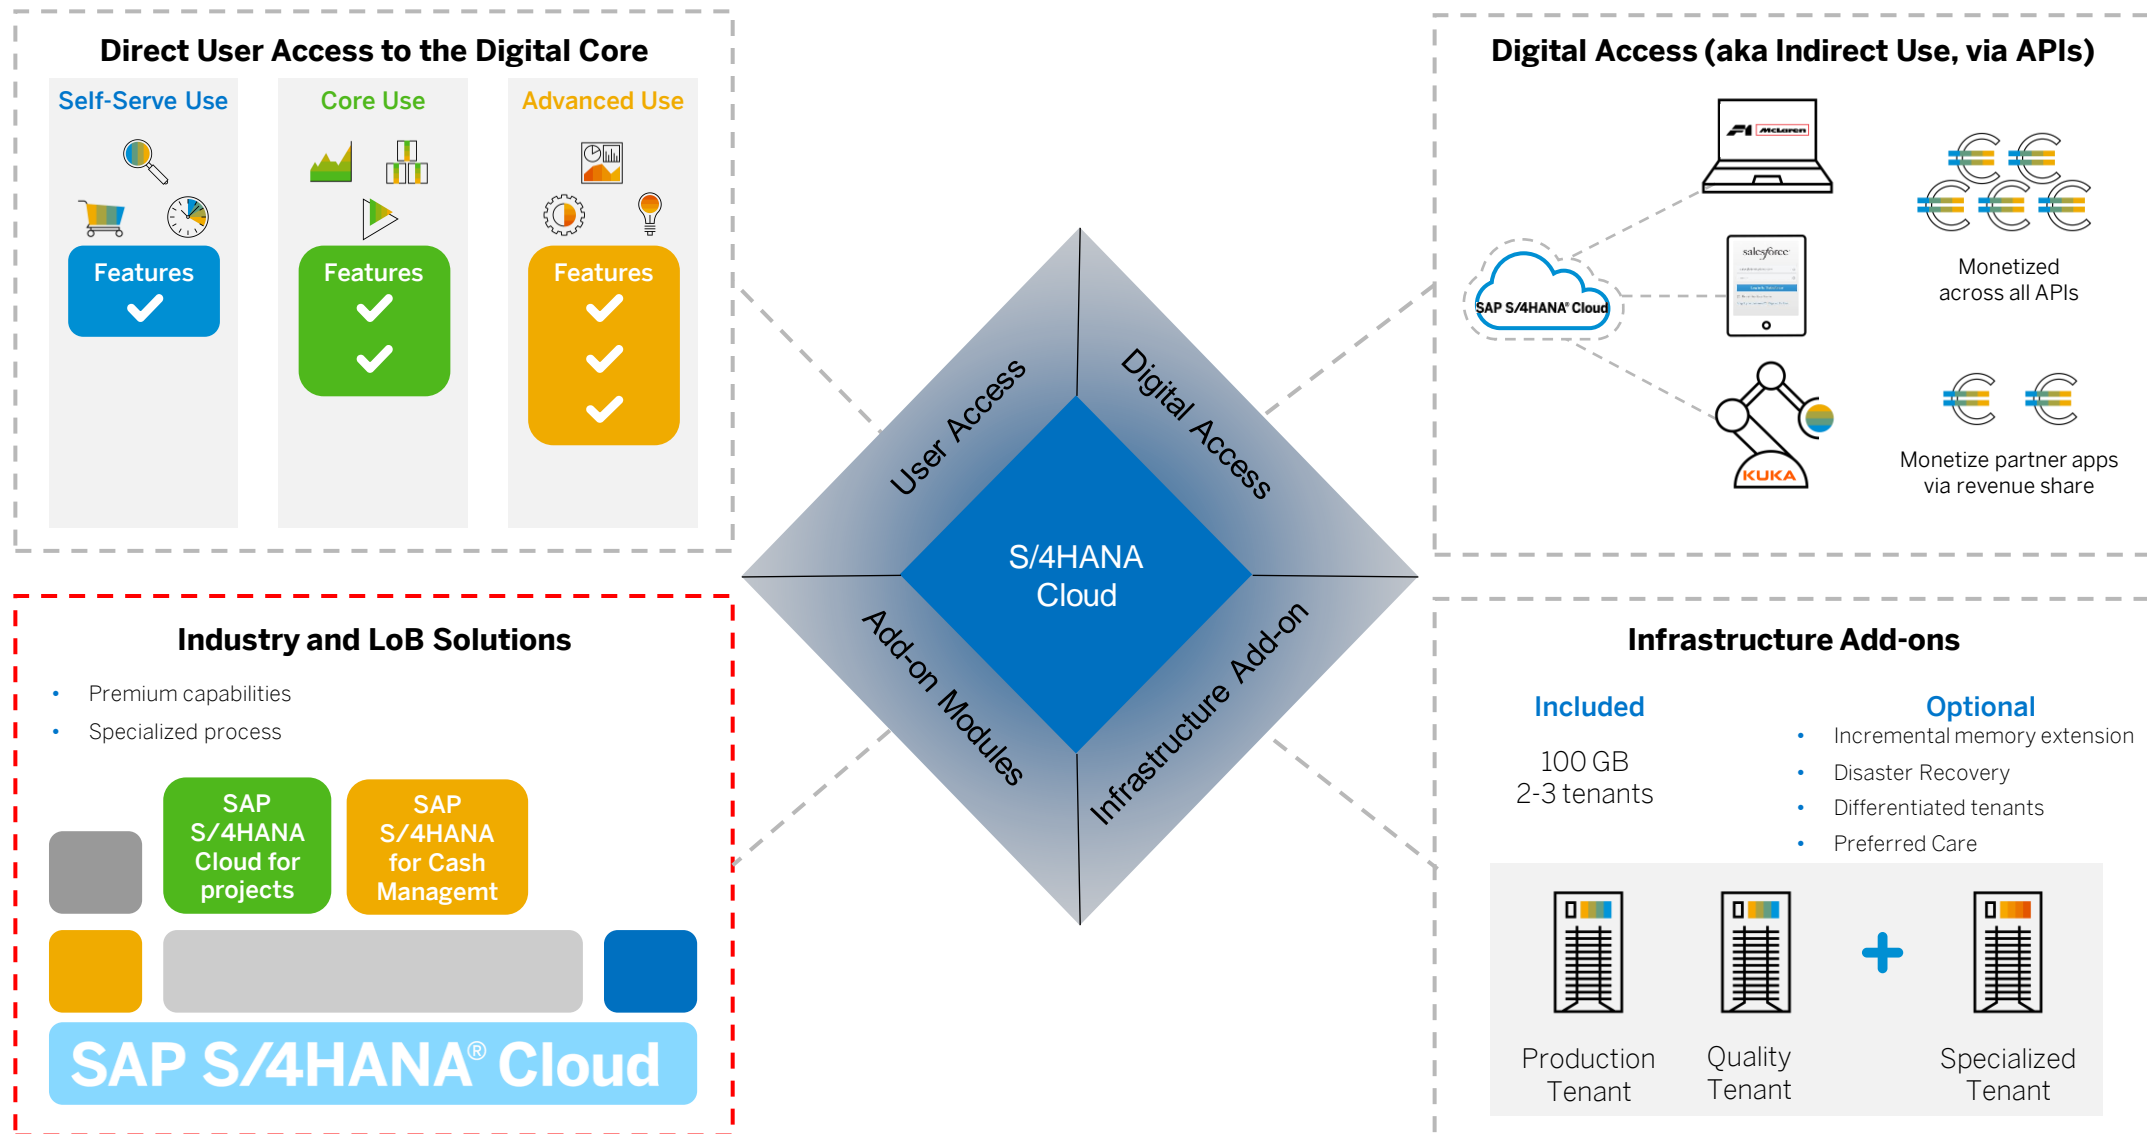 Direct User Access to the Digital Core
Self-Serve Use
Core Use
Advanced Use
Features
Features
Features
Digital Access (aka Indirect Use, via APIs)
McLaren
salesforce
SAP S/4HANA® Cloud
KUKA
Monetized
across all APIs
Monetize partner apps
via revenue share
User Access
Digital Access
S/4HANA
Cloud
Add-on Modules
Infrastructure Add-on
Industry and LoB Solutions
• Premium capabilities
• Specialized process
SAP
S/4HANA
Cloud for
projects
SAP
S/4HANA
for Cash
Managemt
SAP S/4HANA® Cloud
Infrastructure Add-ons
Included
100 GB
2-3 tenants
Optional
• Incremental memory extension
• Disaster Recovery
• Differentiated tenants
• Preferred Care
Production
Tenant
Quality
Tenant
Specialized
Tenant